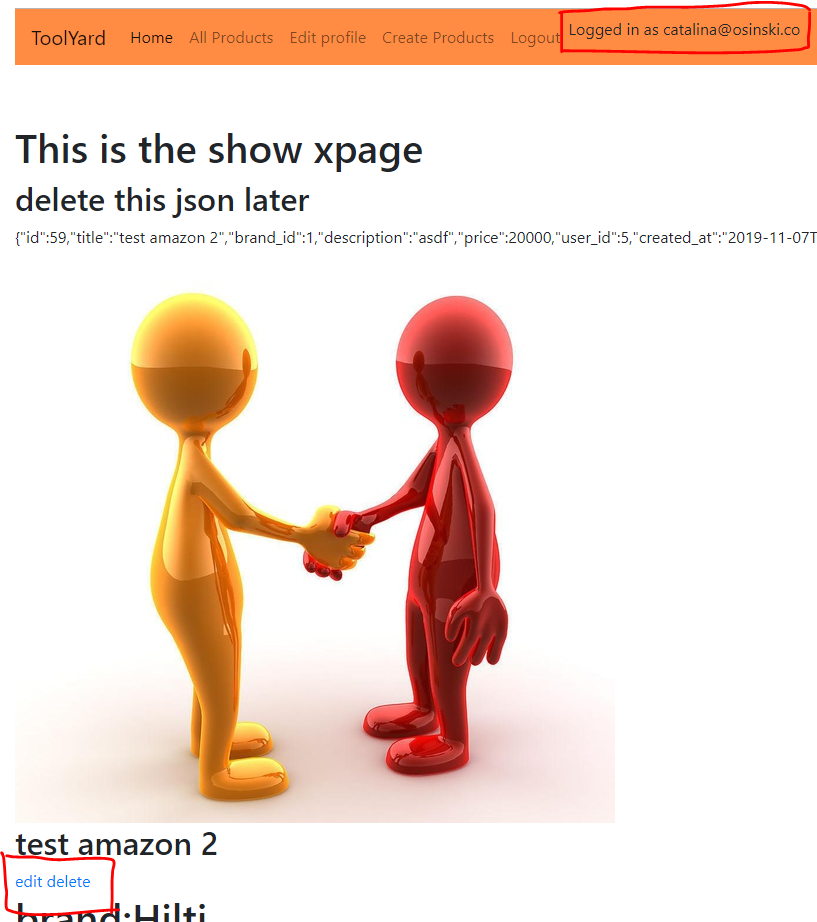 ToolYard Home All Products Edit profile Create Products Logout Logged in as catalina@osinski.co
This is the show xpage
delete this json later
{"id":59,"title":"test amazon 2","brand_id":1,"description":"asdf","price":20000,"user_id":5,"created_at":"2019-11-07T
test amazon 2
edit delete
brand:Hilti